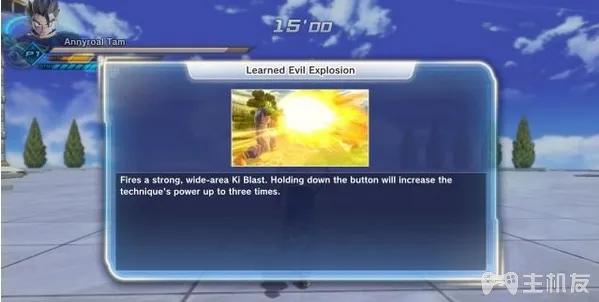 15'00
Annyroal Tam
P1
Learned Evil Explosion
Fires a strong, wide-area Ki Blast. Holding down the button will increase the
technique's power up to three times.
主机友